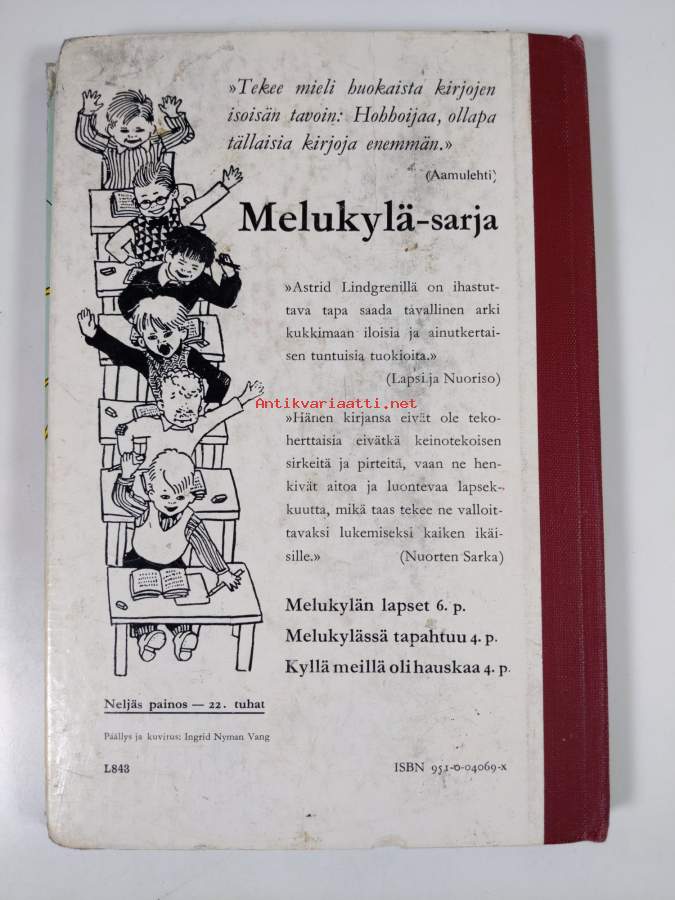 »Tekee mieli huokaista kirjojen
isoisän tavoin: Hohhoijaa, ollapa
tällaisia kirjoja enemmän.»
(Aamulehti)
Melukylä-sarja
»Astrid Lindgrenillä on ihastut-
tava tapa saada tavallinen arki
kukkimaan iloisia ja ainutkertai-
sen tuntuisia tuokioita.»
(Lapsi ja Nuoriso)
Antikvariaatti.net
»Hänen kirjansa eivät ole teko-
herttaisia eivätkä keinotekoisen
sirkeitä ja pirteitä, vaan ne hen-
kivät aitoa ja luontevaa lapsek-
kuutta, mikä taas tekee ne valloit-
tavaksi lukemiseksi kaiken ikäi-
sille.» (Nuorten Sarka)
Melukylän lapset 6. p.
Melukylässä tapahtuu 4. p.
Kyllä meillä oli hauskaa 4. p.
Neljäs painos — 22. tuhat
Päällys ja kuvitus: Ingrid Nyman Vang
L843
ISBN 951-0-04069-x